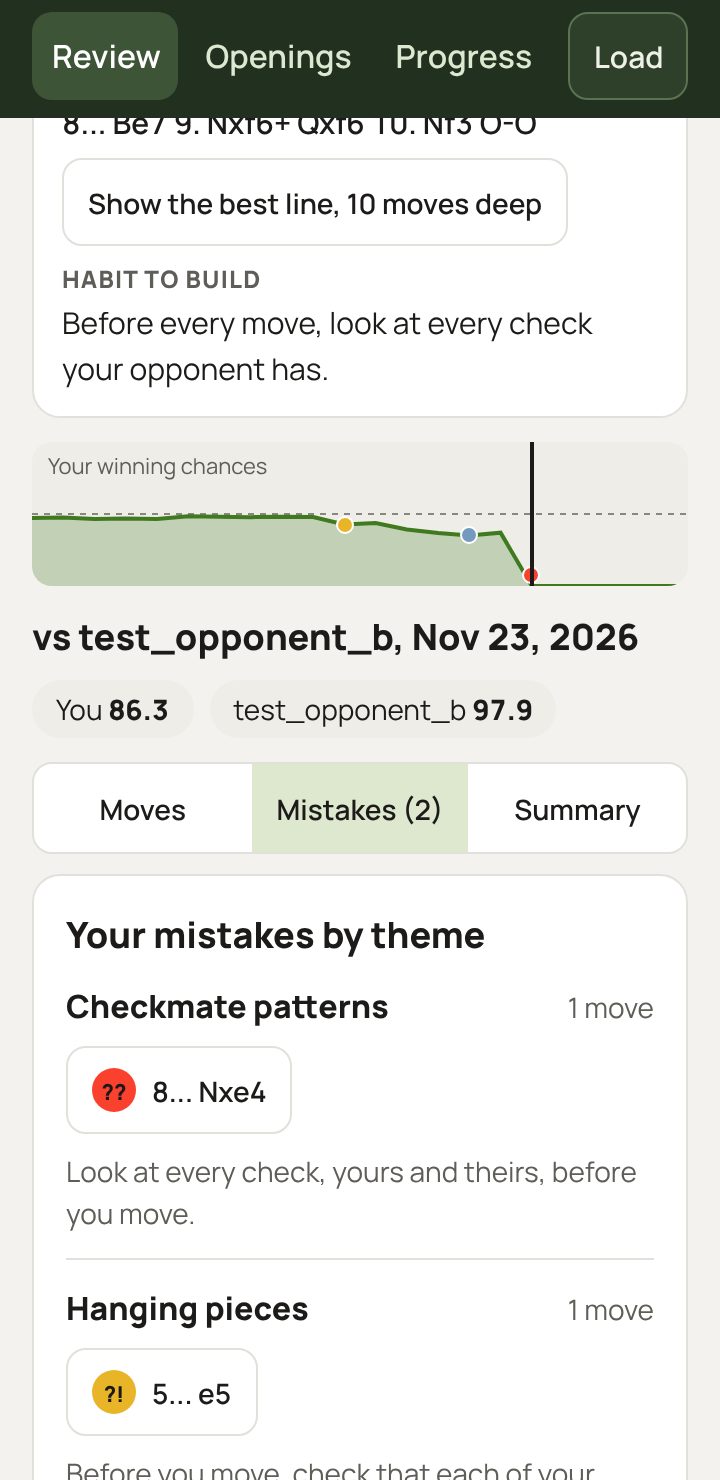 Review Openings Progress Load
8... Be7 9. Nxf6+ Qxf6 10. Nf3 O-O
Show the best line, 10 moves deep
HABIT TO BUILD
Before every move, look at every check
your opponent has.
Your winning chances
vs test_opponent_b, Nov 23, 2026
You 86.3 test_opponent_b 97.9
Moves Mistakes (2) Summary
Your mistakes by theme
Checkmate patterns 1 move
?? 8... Nxe4
Look at every check, yours and theirs, before
you move.
Hanging pieces 1 move
?! 5... e5
Before you move, check that each of your